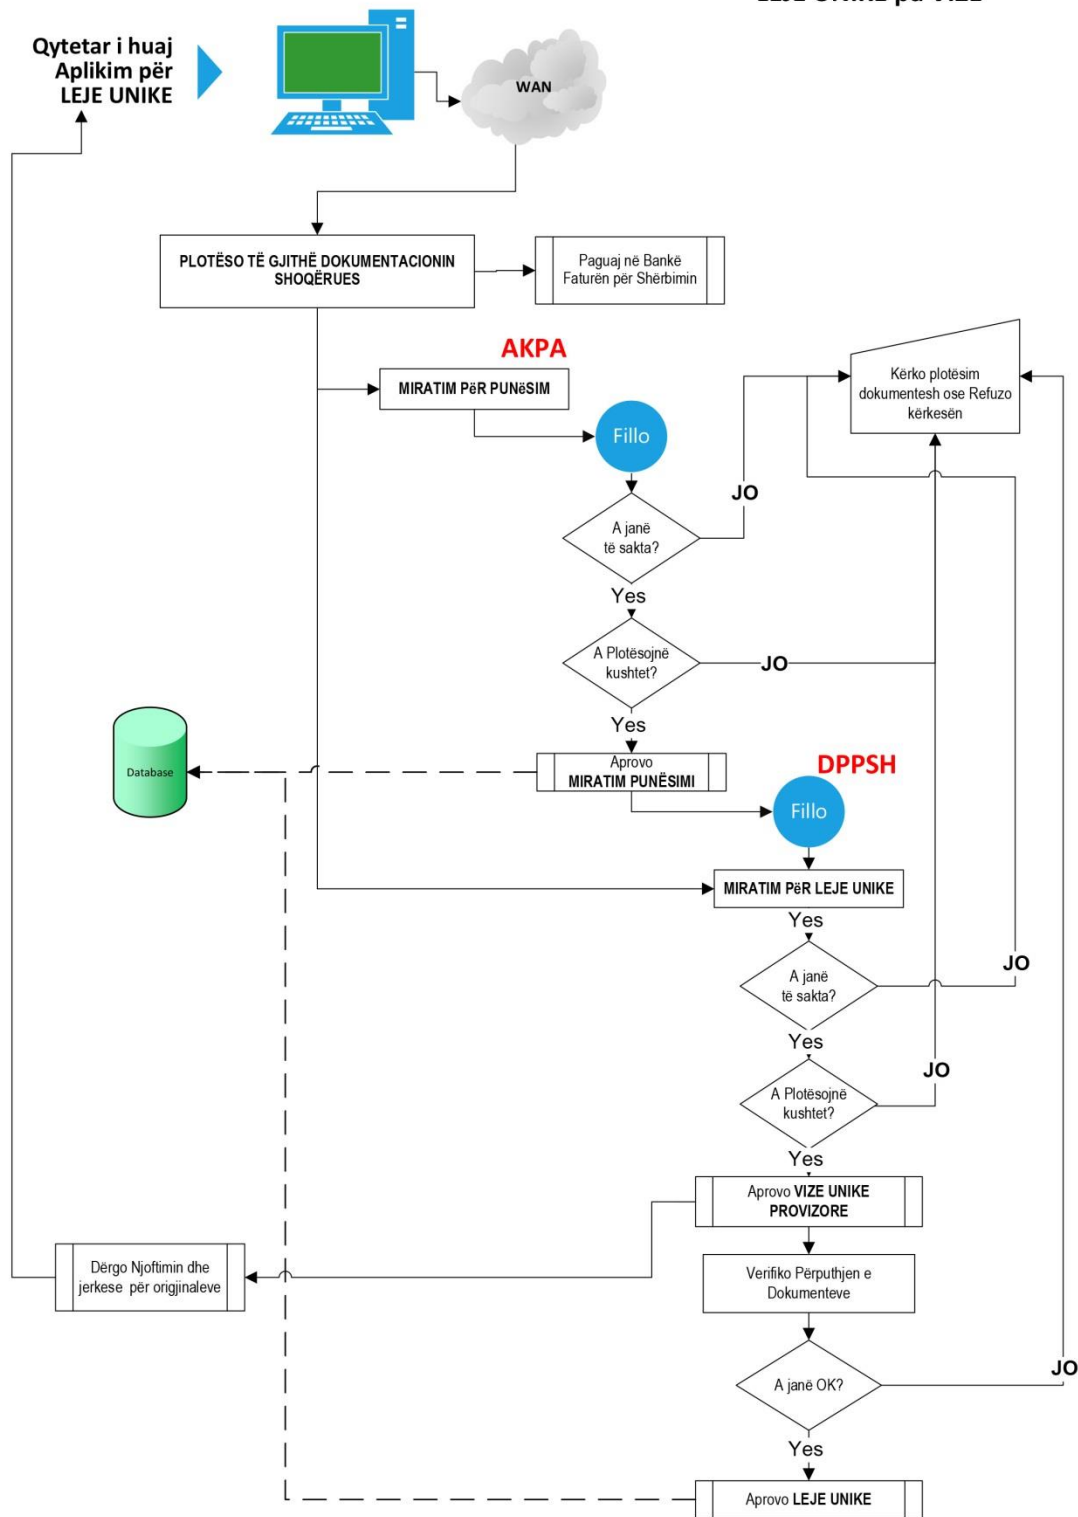 LEJE UNIKE pa VIZE
Qytetar i huaj
Aplikim për
LEJE UNIKE
WAN
PLOTËSO TË GJITHË DOKUMENTACIONIN
SHOQËRUES
Paguaj në Bankë
Faturën për Shërbimin
AKPA
MIRATIM PëR PUNëSIM
Kërko plotësim
dokumentesh ose Refuzo
kërkesën
Fillo
JO
A janë
të sakta?
Yes
A Plotësojnë
kushtet?
JO
Yes
Database
Aprovo
MIRATIM PUNËSIMI
DPPSH
Fillo
MIRATIM PëR LEJE UNIKE
Yes
A janë
të sakta?
JO
Yes
A Plotësojnë
kushtet?
JO
Yes
Aprovo VIZE UNIKE
PROVIZORE
Dërgo Njoftimin dhe
jerkese për origjinaleve
Verifiko Përputhjen e
Dokumenteve
A janë OK?
JO
Yes
Aprovo LEJE UNIKE